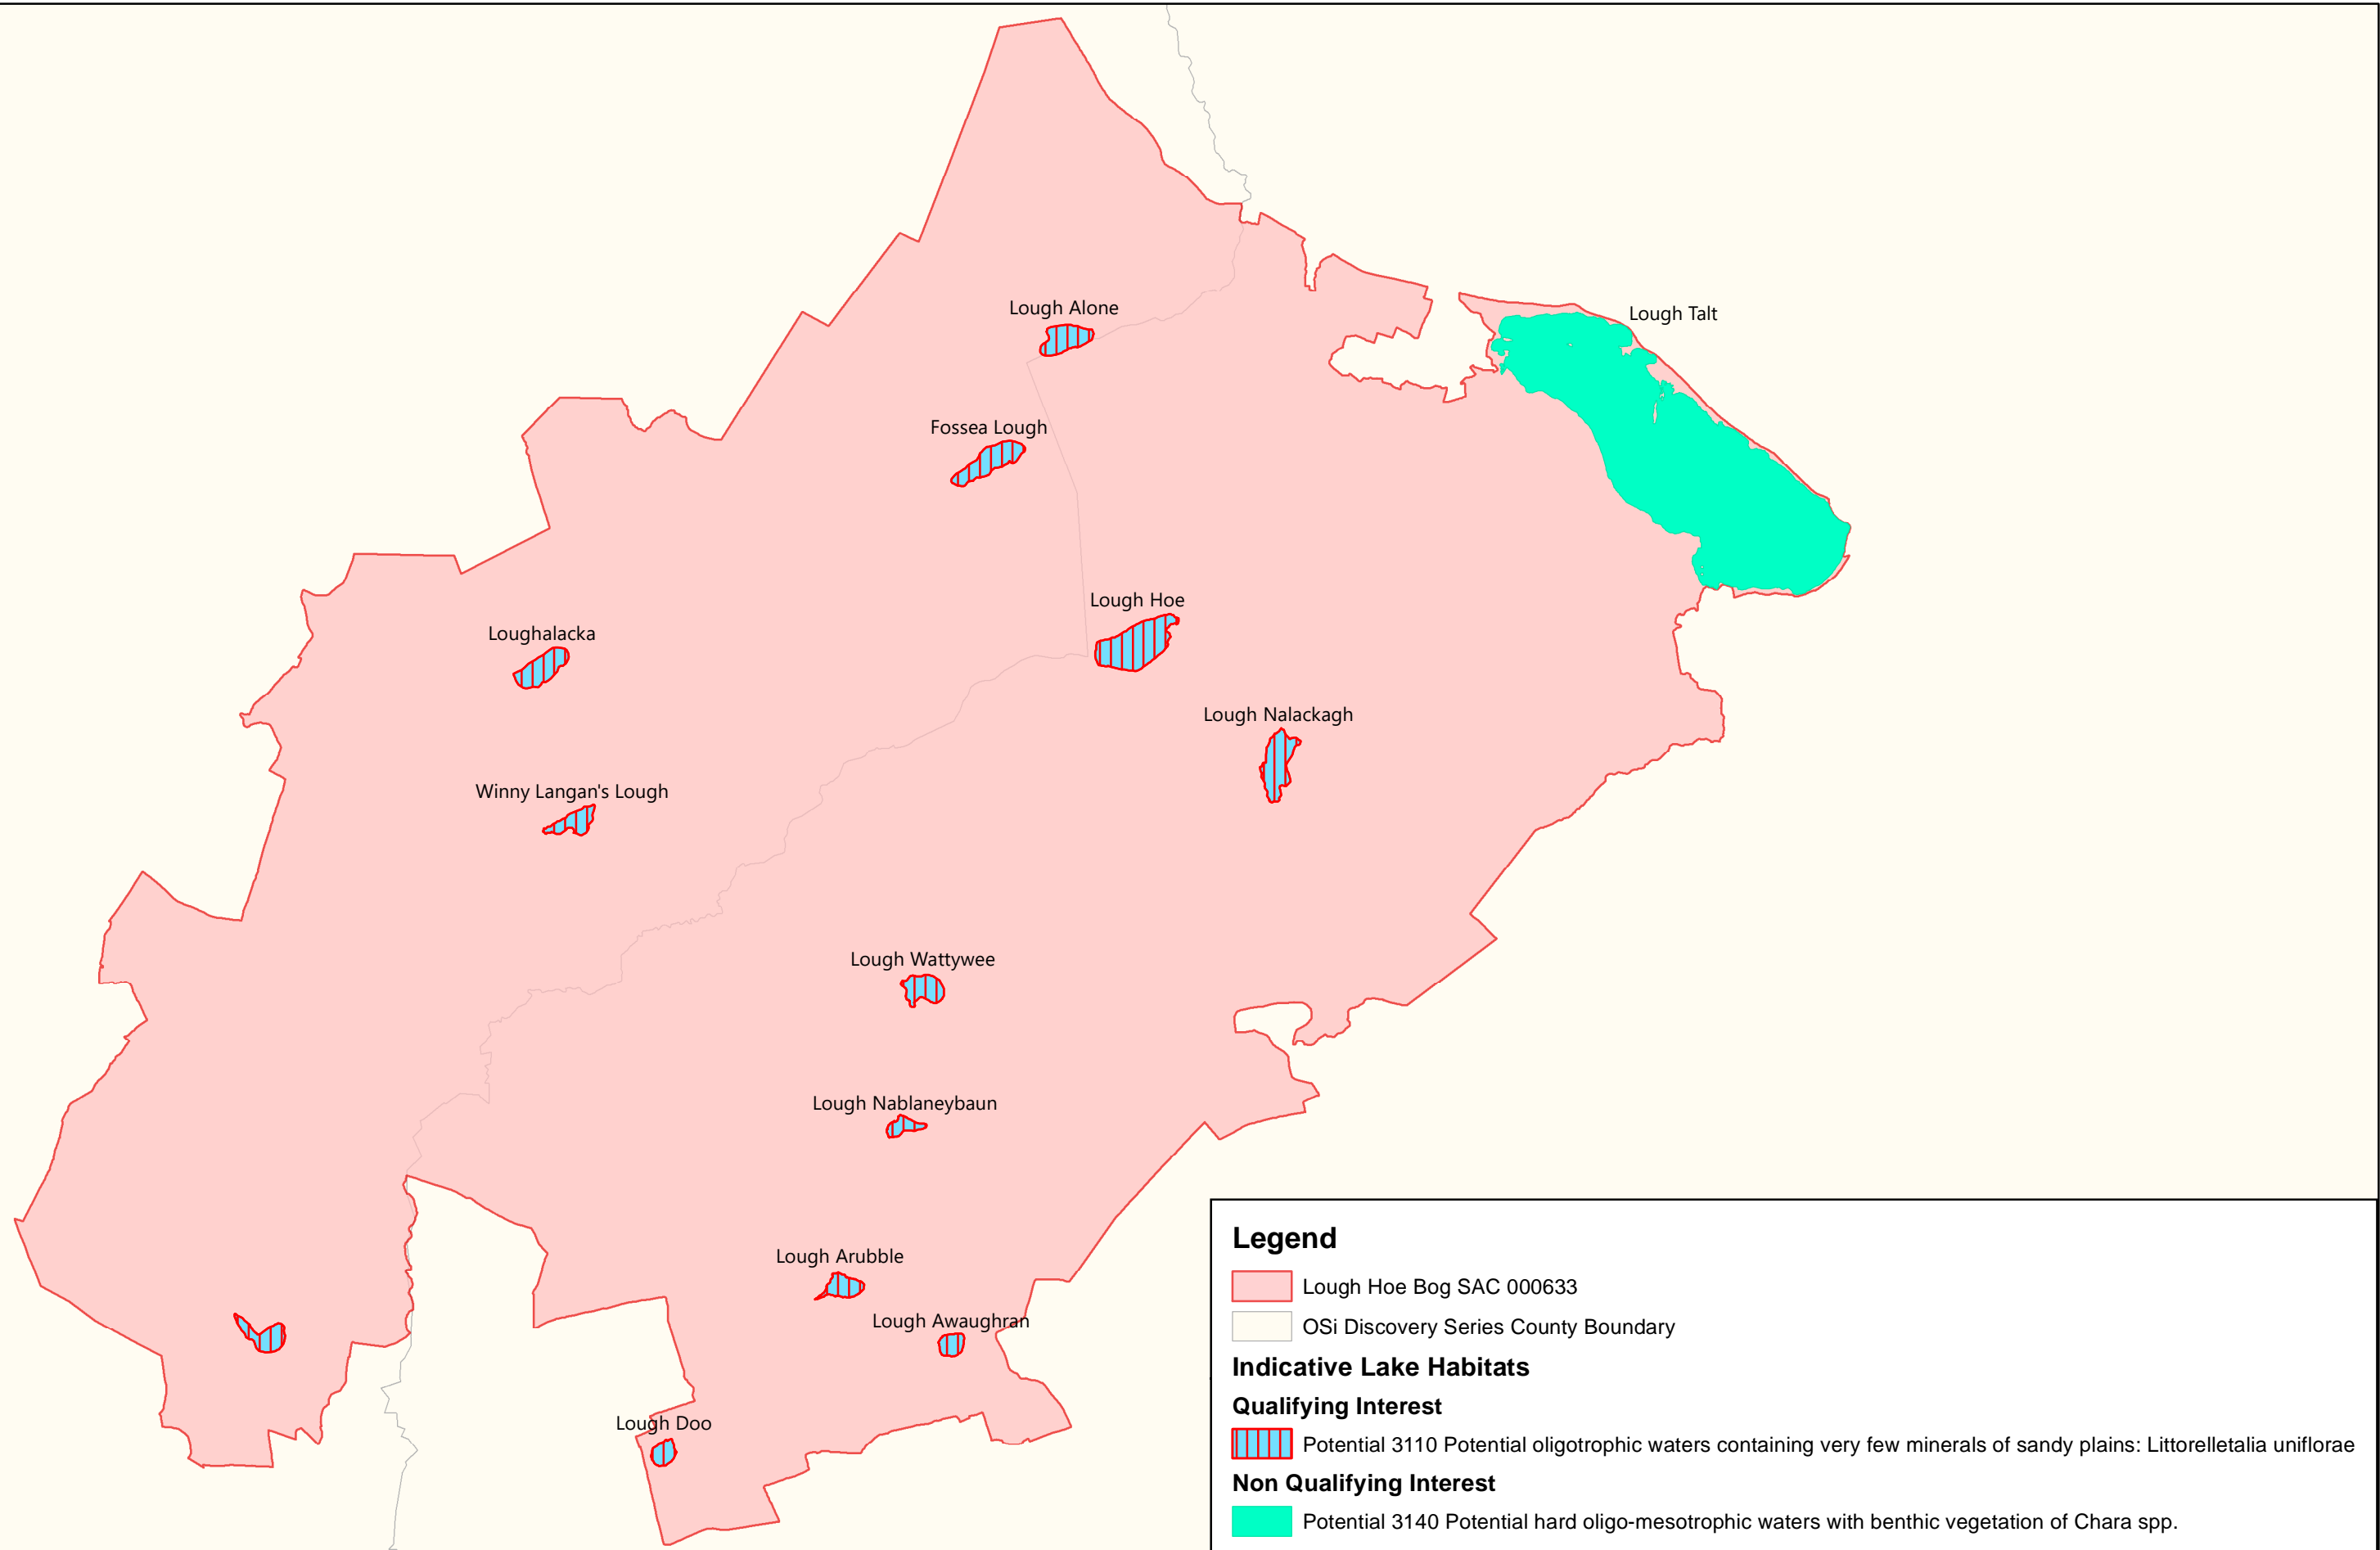 Lough Alone
Lough Talt
Fossea Lough
Lough Hoe
Loughalacka
Lough Nalackagh
Winny Langan's Lough
Lough Wattywee
Lough Nablaneybaun
Lough Arubble
Lough Awaughran
Lough Doo
Legend
Lough Hoe Bog SAC 000633
OSi Discovery Series County Boundary
Indicative Lake Habitats
Qualifying Interest
Potential 3110 Potential oligotrophic waters containing very few minerals of sandy plains: Littorelletalia uniflorae
Non Qualifying Interest
Potential 3140 Potential hard oligo-mesotrophic waters with benthic vegetation of Chara spp.